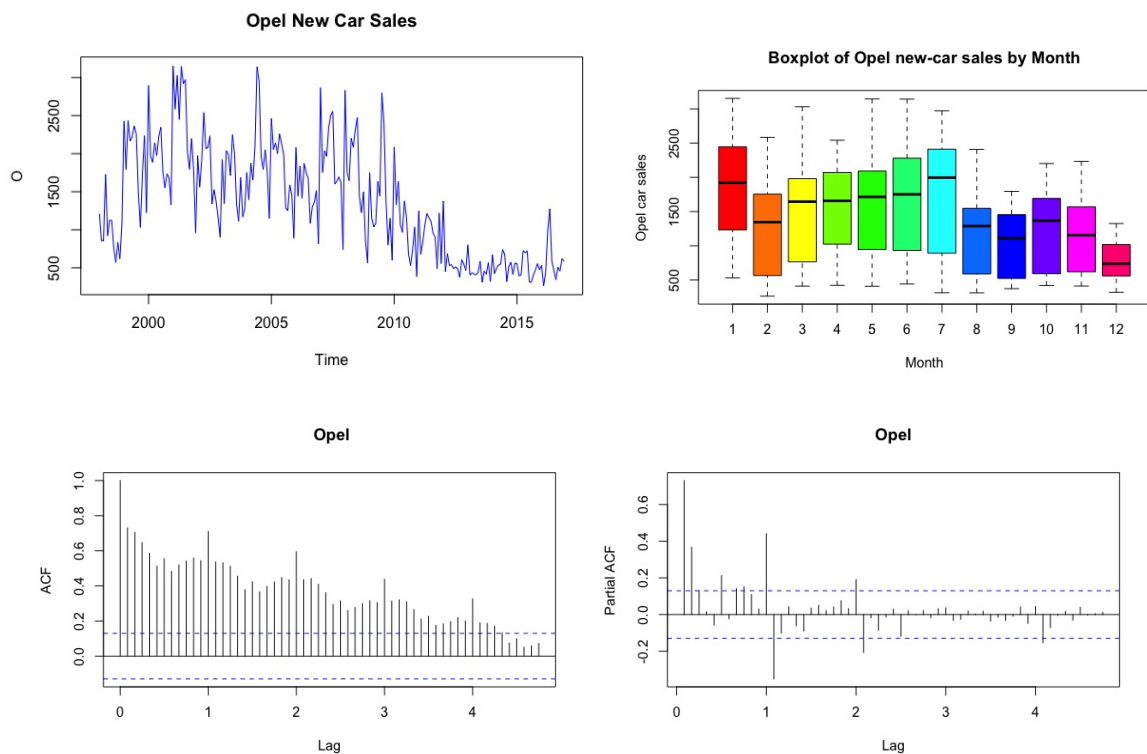 Opel New Car Sales
O
2500
1500
500
2000
2005
2010
2015
Time
Boxplot of Opel new-car sales by Month
Opel car sales
2500
1500
500
1 2 3 4 5 6 7 8 9 10 11 12
Month
Opel
ACF
1.0
0.8
0.6
0.4
0.2
0.0
0 1 2 3 4
Lag
Opel
Partial ACF
0.6
0.4
0.2
0.0
-0.2
0 1 2 3 4
Lag